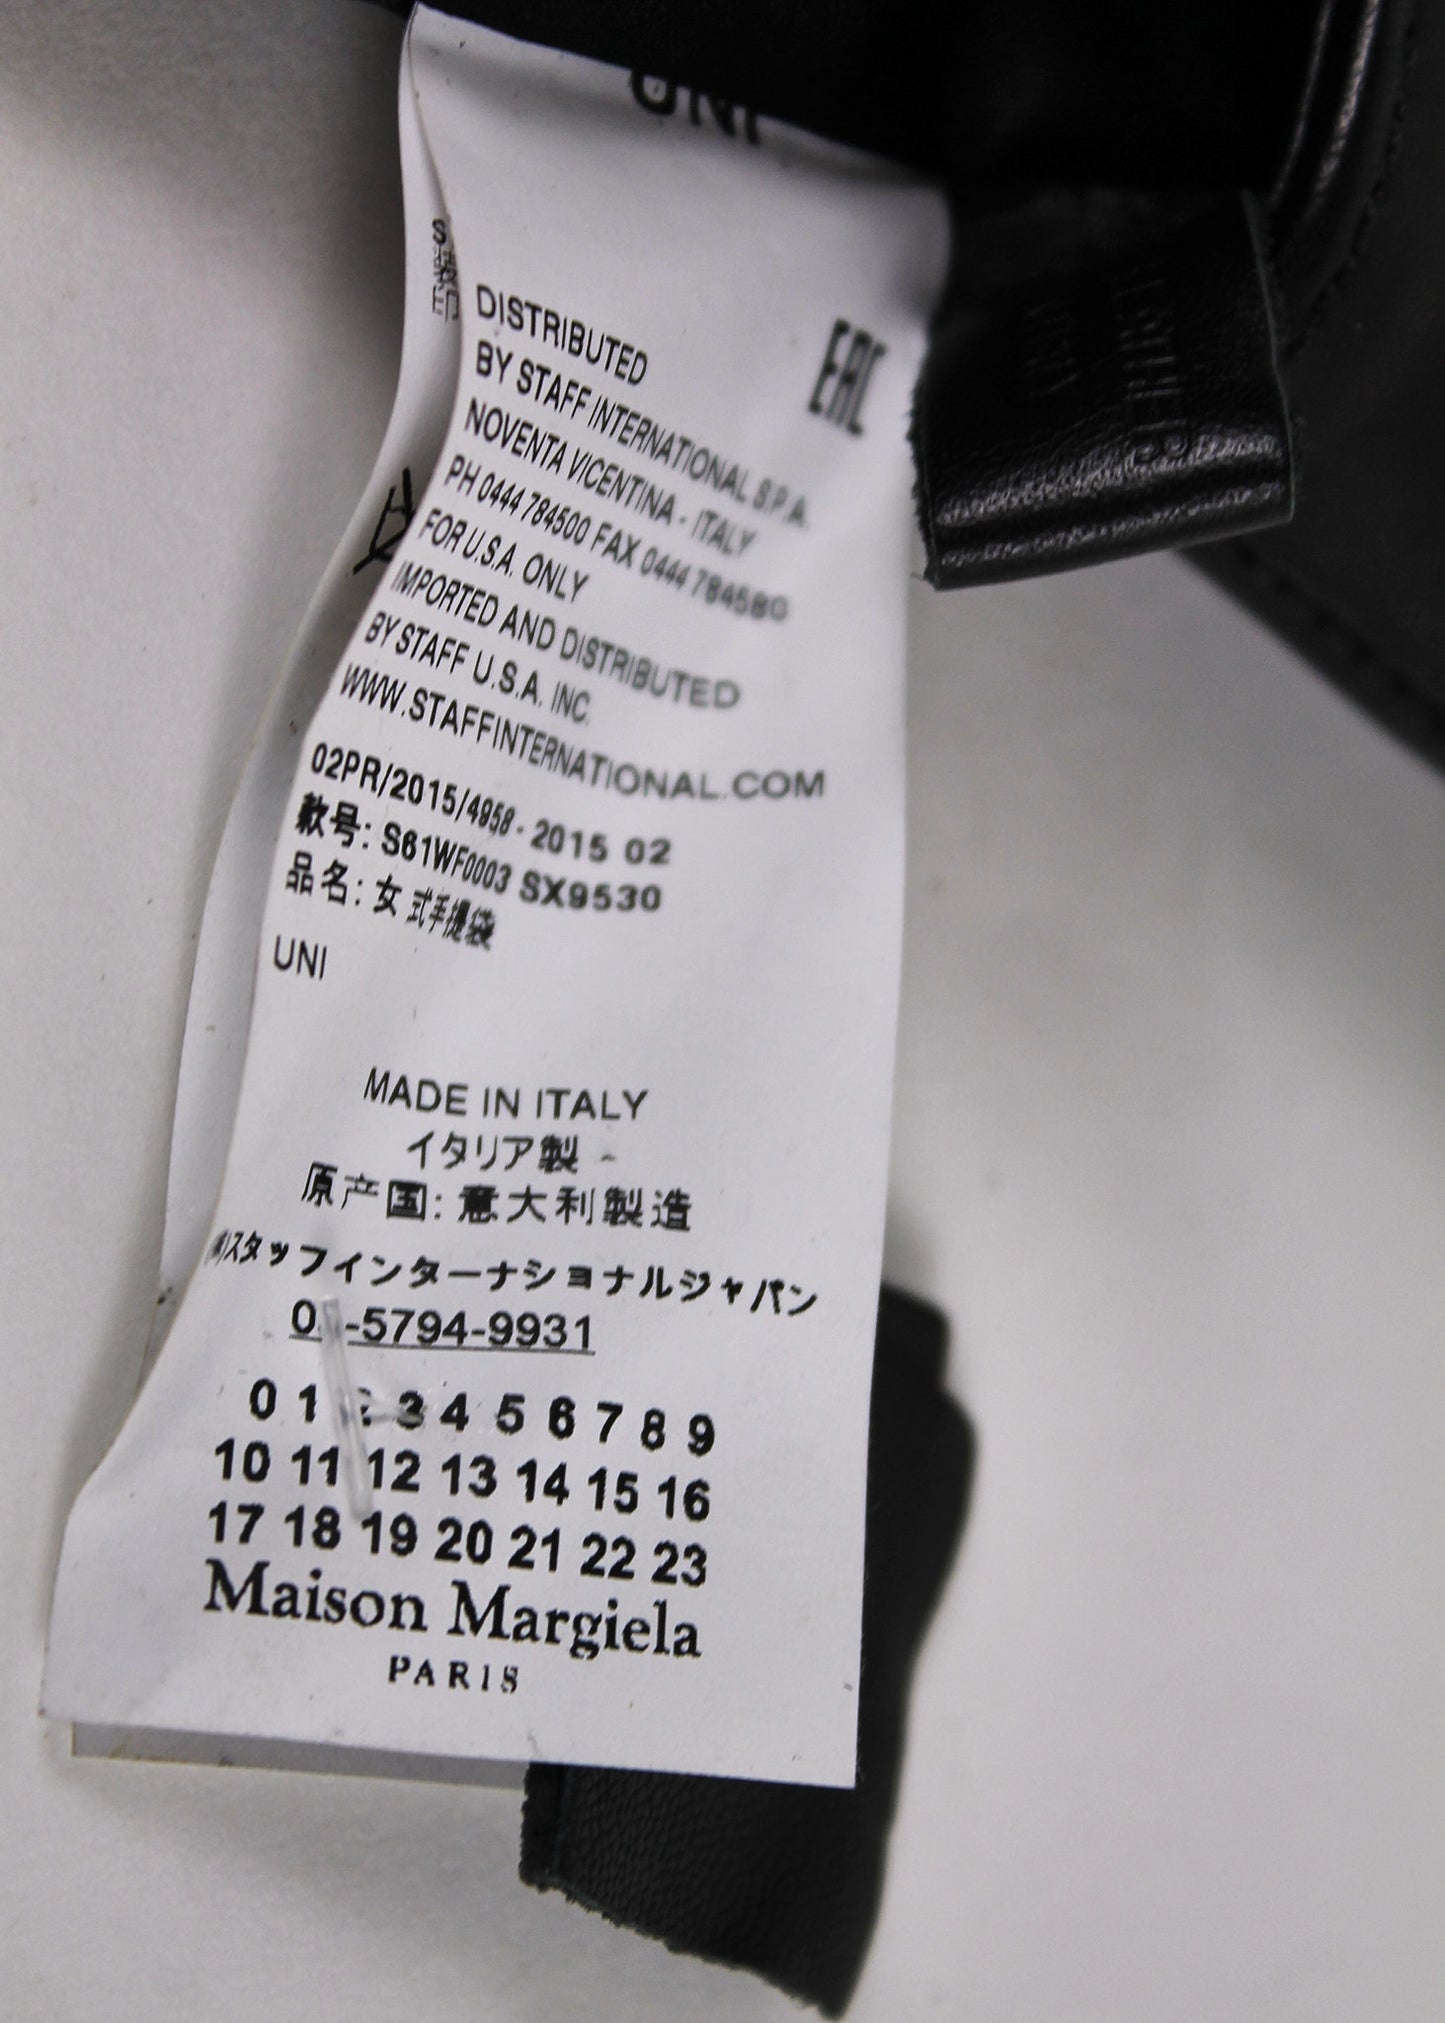 UNI
EAC
DISTRIBUTED
BY STAFF INTERNATIONAL S.P.A.
NOVENTA VICENTINA - ITALY
PH 0444 784500 FAX 0444 784580
FOR U.S.A. ONLY
IMPORTED AND DISTRIBUTED
BY STAFF U.S.A. INC.
WWW.STAFFINTERNATIONAL.COM
02PR/2015/4958 - 2015 02
款号: S61WF0003 SX9530
品名: 女式手提袋
UNI
MADE IN ITALY
イタリア製
原产国: 意大利製造
㈱スタッフインターナショナルジャパン
0 -5794-9931
0 1 3 4 5 6 7 8 9
10 11 12 13 14 15 16
17 18 19 20 21 22 23
Maison Margiela
PARIS